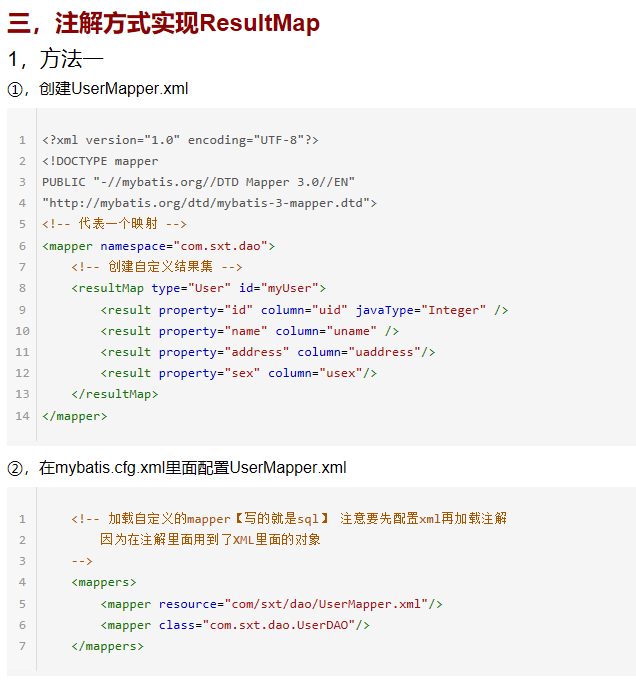 三，注解方式实现ResultMap
1，方法一
①，创建UserMapper.xml
1 <?xml version="1.0" encoding="UTF-8"?>
2 <!DOCTYPE mapper
3 PUBLIC "-//mybatis.org//DTD Mapper 3.0//EN"
4 "http://mybatis.org/dtd/mybatis-3-mapper.dtd">
5 <!-- 代表一个映射 -->
6 <mapper namespace="com.sxt.dao">
7     <!-- 创建自定义结果集 -->
8     <resultMap type="User" id="myUser">
9         <result property="id" column="uid" javaType="Integer" />
10         <result property="name" column="uname" />
11         <result property="address" column="uaddress"/>
12         <result property="sex" column="usex"/>
13     </resultMap>
14 </mapper>
②，在mybatis.cfg.xml里面配置UserMapper.xml
1     <!-- 加载自定义的mapper【写的就是sql】 注意要先配置xml再加载注解
2         因为在注解里面用到了XML里面的对象
3     -->
4     <mappers>
5         <mapper resource="com/sxt/dao/UserMapper.xml"/>
6         <mapper class="com.sxt.dao.UserDAO"/>
7     </mappers>